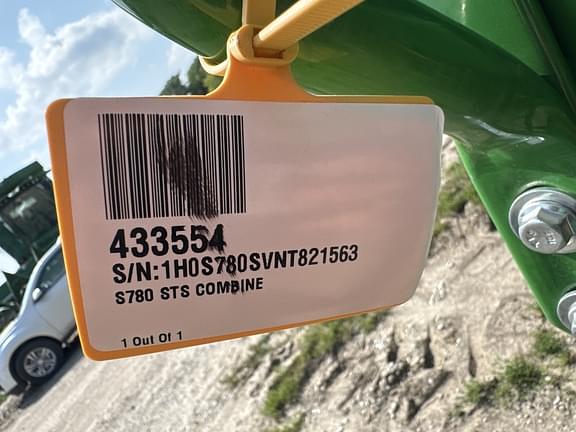 433554
S/N:1H0S780SVNT821563
S780 STS COMBINE
1 Out Of 1